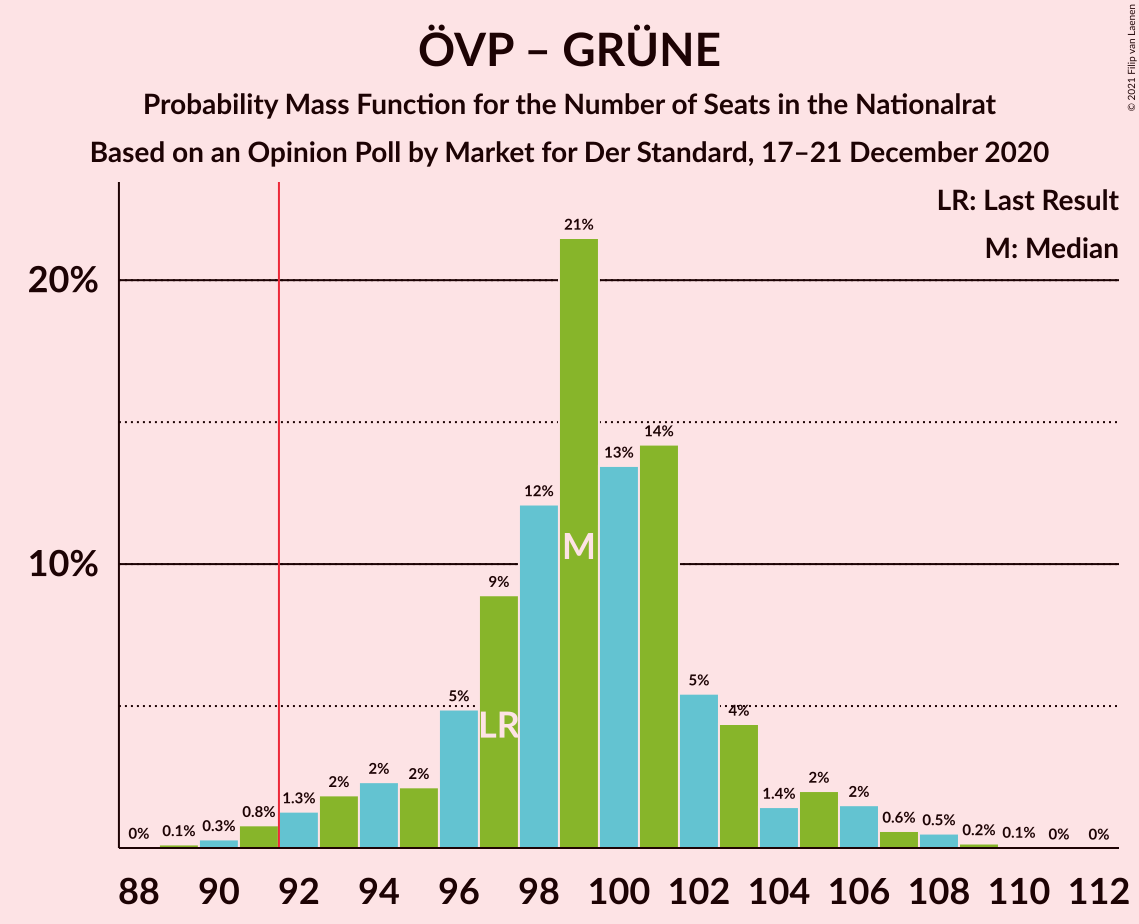 ÖVP – GRÜNE
Probability Mass Function for the Number of Seats in the Nationalrat
Based on an Opinion Poll by Market for Der Standard, 17–21 December 2020
© 2021 Filip van Laenen
LR: Last Result
M: Median
20%
10%
0% 0.1% 0.3% 0.8% 1.3% 2% 2% 2% 5% 9% 12% 21% 13% 14% 5% 4% 1.4% 2% 2% 0.6% 0.5% 0.2% 0.1% 0% 0%
M
LR
88 90 92 94 96 98 100 102 104 106 108 110 112